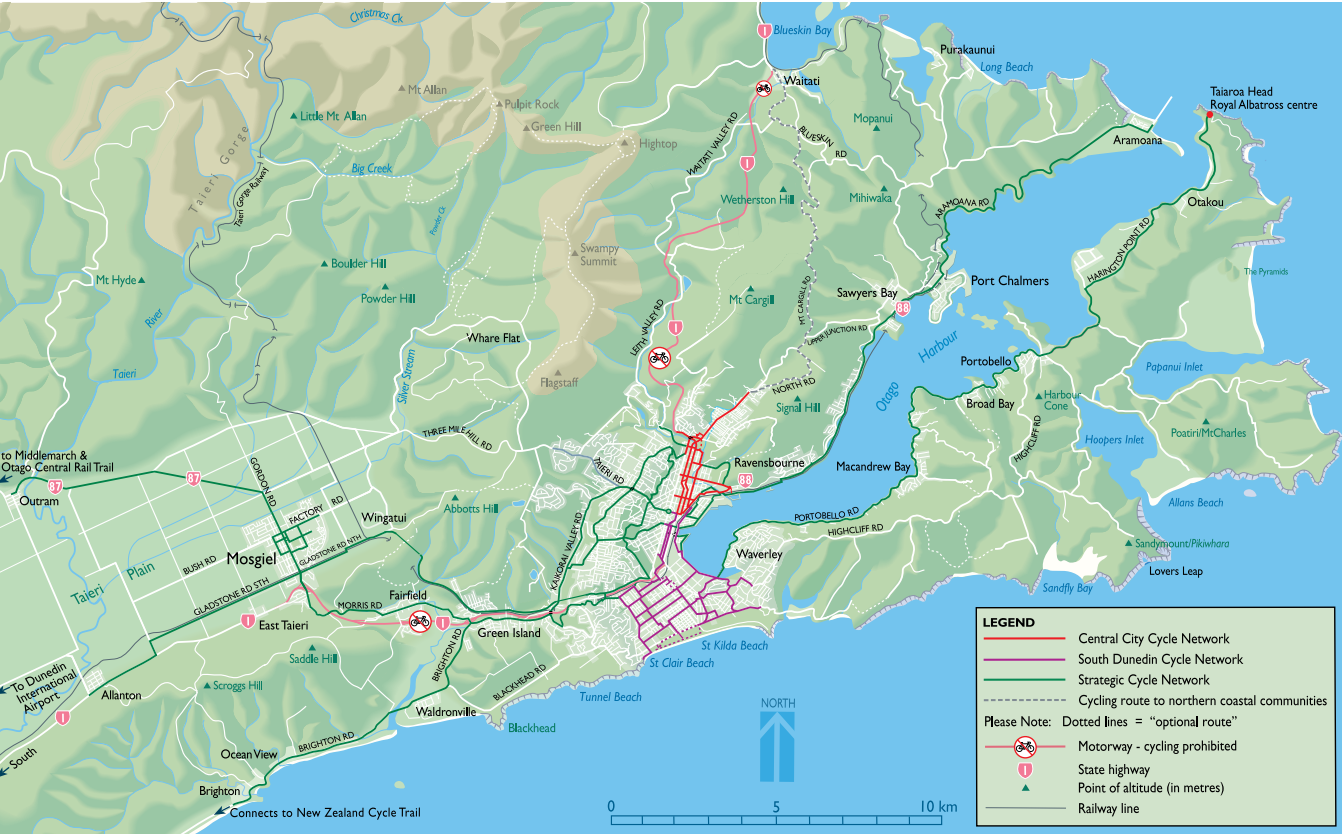 Christmas Ck
1
Blueskin Bay
Purakaunui
Long Beach
Waitati
Mt Allan
Pulpit Rock
Little Mt Allan
Green Hill
Hightop
Taiaroa Head
Royal Albatross centre
Mopanui
Aramoana
WAITATI VALLEY RD
BLUESKIN
RD
1
Big Creek
Taieri Gorge
Taieri Gorge Railway
Powder Ck
Wetherston Hill
Mihiwaka
ARAMOANA RD
Otakou
HARINGTON POINT RD
Swampy
Summit
Boulder Hill
Powder Hill
Mt Hyde
River
Taieri
The Pyramids
Port Chalmers
Sawyers Bay
88
Mt Cargill
MT CARGILL RD
UPPER JUNCTION RD
LEITH VALLEY RD
1
Whare Flat
Silver Stream
Flagstaff
Harbour
Otago
Portobello
Papanui Inlet
NORTH RD
Signal Hill
Broad Bay
Harbour
Cone
HIGHCLIFF RD
Hoopers Inlet
Poatiri/MtCharles
THREE MILE HILL RD
TAIERI RD
to Middlemarch &
Otago Central Rail Trail
87
87
Outram
GORDON RD
FACTORY RD
Ravensbourne
88
Macandrew Bay
Allans Beach
PORTOBELLO RD
HIGHCLIFF RD
Abbotts Hill
Wingatui
Mosgiel
BUSH RD
GLADSTONE RD NTH
GLADSTONE RD STH
Taieri Plain
KAIKORAI VALLEY RD
Waverley
Sandymount/Pikiwhara
Lovers Leap
Sandfly Bay
Fairfield
MORRIS RD
1
1
East Taieri
Green Island
Saddle Hill
BRIGHTON RD
BLACKHEAD RD
St Kilda Beach
St Clair Beach
Tunnel Beach
To Dunedin
International
Airport
Allanton
Scroggs Hill
1
South
Waldronville
Blackhead
Ocean View
BRIGHTON RD
Brighton
Connects to New Zealand Cycle Trail
NORTH
0 5 10 km
LEGEND
Central City Cycle Network
South Dunedin Cycle Network
Strategic Cycle Network
Cycling route to northern coastal communities
Please Note: Dotted lines = “optional route”
Motorway - cycling prohibited
1
State highway
Point of altitude (in metres)
Railway line